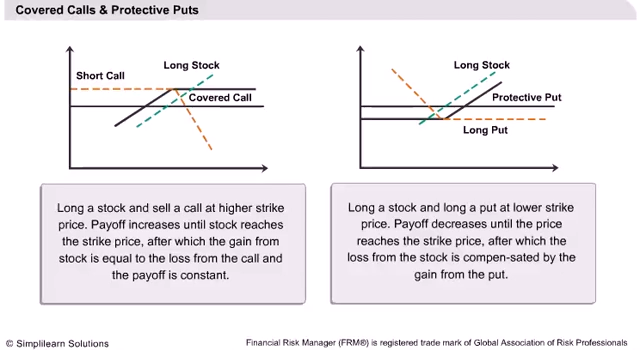 Covered Calls & Protective Puts
Long Stock
Short Call
Covered Call
Long Stock
Protective Put
Long Put
Long a stock and sell a call at higher strike
price. Payoff increases until stock reaches
the strike price, after which the gain from
stock is equal to the loss from the call and
the payoff is constant.
Long a stock and long a put at lower strike
price. Payoff decreases until the price
reaches the strike price, after which the
loss from the stock is compen-sated by the
gain from the put.
© Simplilearn Solutions
Financial Risk Manager (FRM®) is registered trade mark of Global Association of Risk Professionals